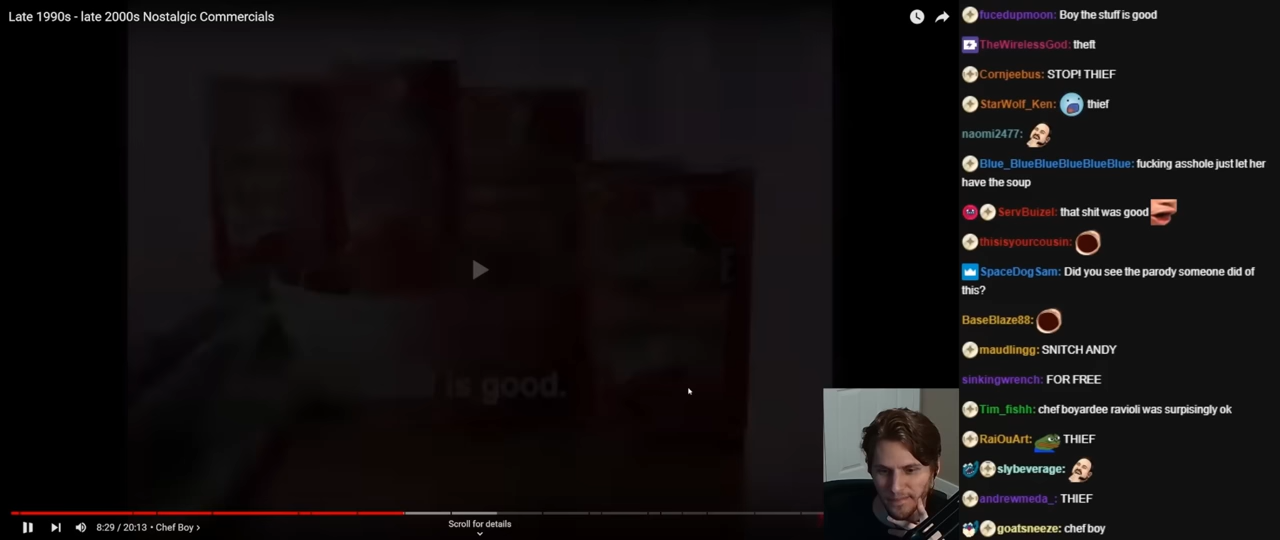 Late 1990s - late 2000s Nostalgic Commercials
is good.
Scroll for details
8:29 / 20:13 • Chef Boy ›
fucedupmoon: Boy the stuff is good
TheWirelessGod: theft
Cornjeebus: STOP! THIEF
StarWolf_Ken: thief
naomi2477:
Blue_BlueBlueBlueBlueBlue: fucking asshole just let her
have the soup
ServBuizel: that shit was good
thisisyourcousin:
SpaceDogSam: Did you see the parody someone did of
this?
BaseBlaze88:
maudlingg: SNITCH ANDY
sinkingwrench: FOR FREE
Tim_fishh: chef boyardee ravioli was surpisingly ok
RaiOuArt: THIEF
slybeverage:
andrewmeda_: THIEF
goatsneeze: chef boy